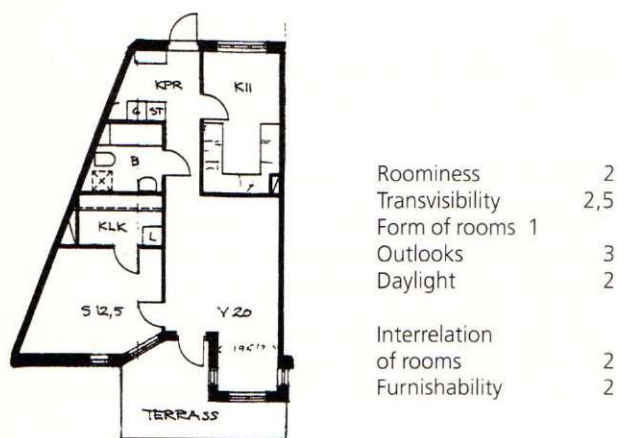 KPR
KII
G ST
B
KLK
L
S 12,5
V 20
TERRASS
Roominess 2
Transvisibility 2,5
Form of rooms 1
Outlooks 3
Daylight 2
Interrelation
of rooms 2
Furnishability 2